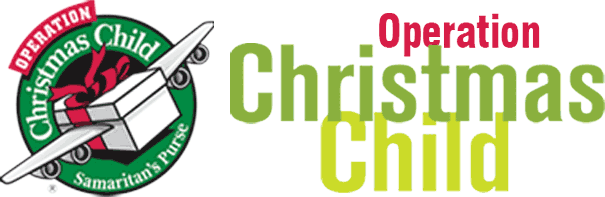 OPERATION
Christmas Child
Samaritan's Purse
®
Operation
Christmas
Child